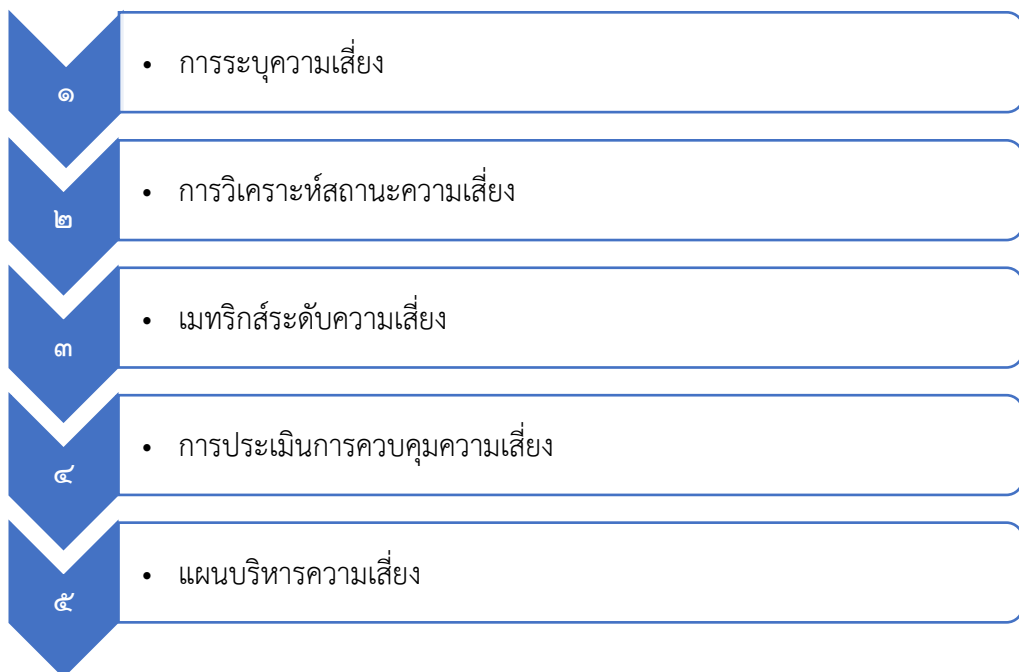 ๑
• การระบุความเสี่ยง
๒
• การวิเคราะห์สถานะความเสี่ยง
๓
• เมทริกส์ระดับความเสี่ยง
๔
• การประเมินการควบคุมความเสี่ยง
๕
• แผนบริหารความเสี่ยง